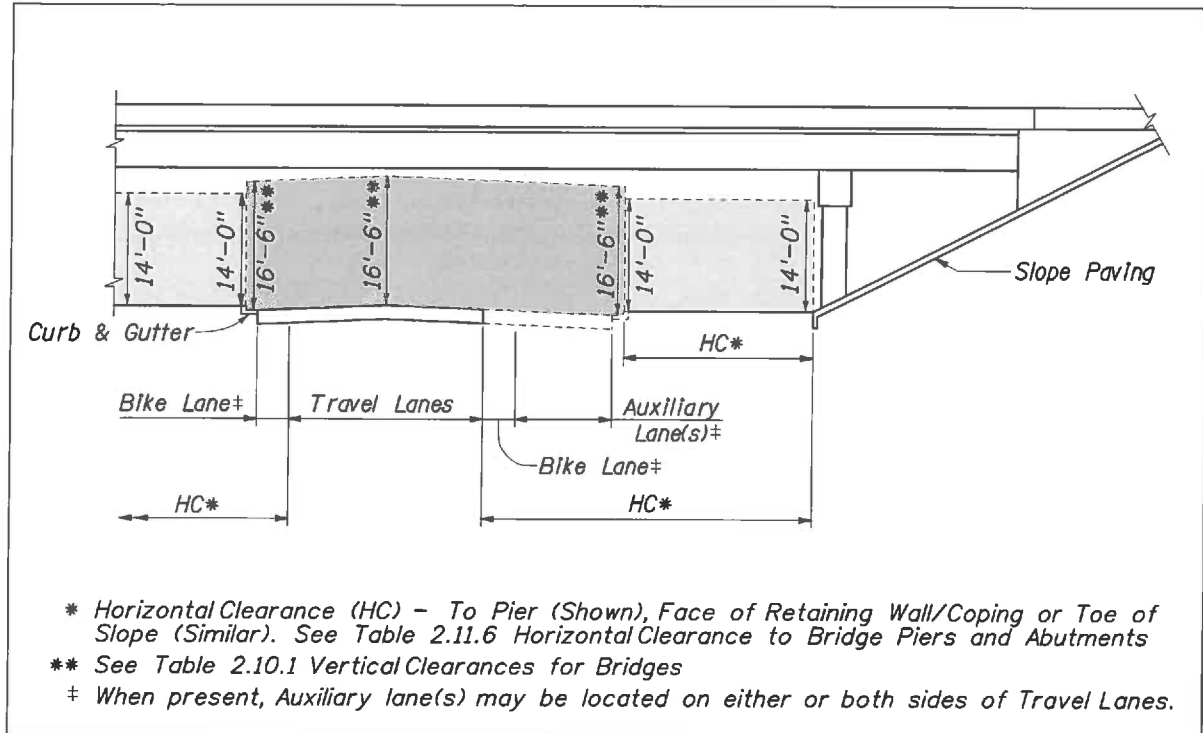 14'-0"
14'-0"
16'-6"**
16'-6"**
16'-6"**
14'-0"
14'-0"
Slope Paving
Curb & Gutter
HC*
Bike Lane‡
Travel Lanes
Auxiliary
Lane(s)‡
Bike Lane‡
HC*
HC*
* Horizontal Clearance (HC) - To Pier (Shown), Face of Retaining Wall/Coping or Toe of
Slope (Similar). See Table 2.11.6 Horizontal Clearance to Bridge Piers and Abutments
** See Table 2.10.1 Vertical Clearances for Bridges
‡ When present, Auxiliary lane(s) may be located on either or both sides of Travel Lanes.